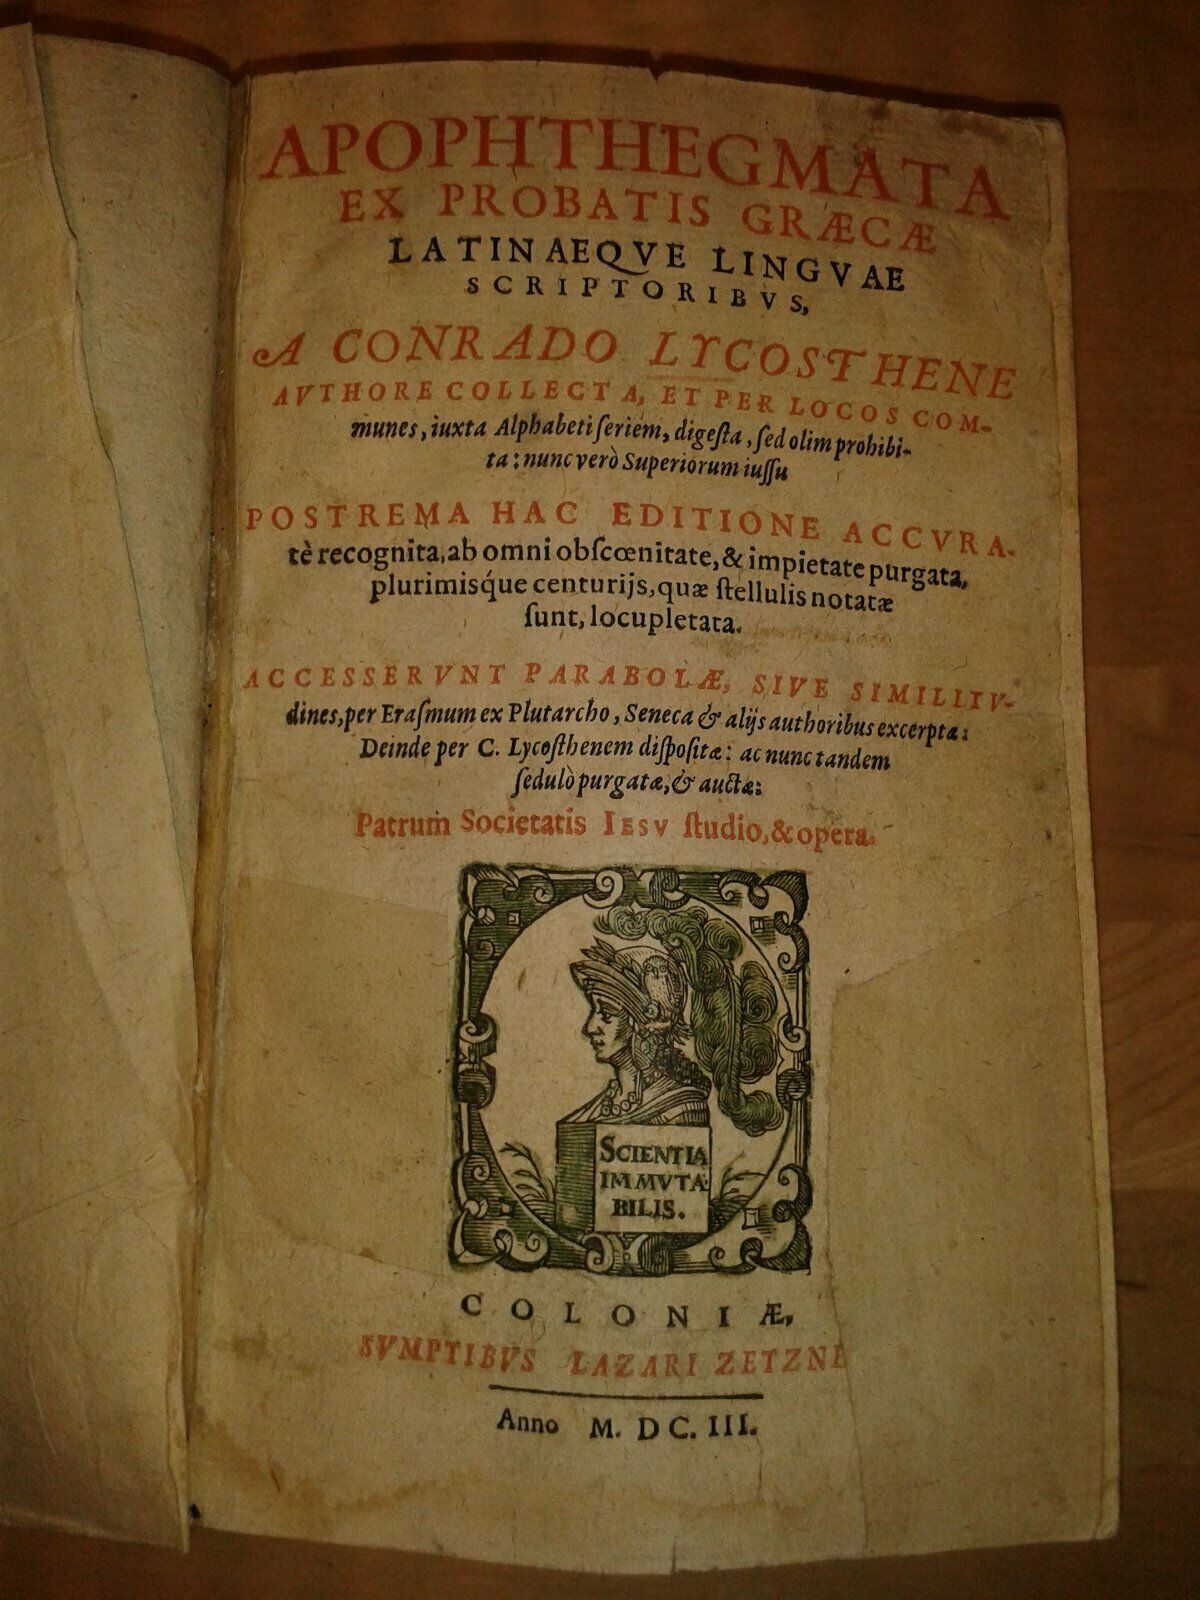 APOPHTHEGMATA
EX PROBATIS GRÆCÆ
LATINAEQVE LINGVAE
SCRIPTORIBVS,
A CONRADO LYCOSTHENE
AVTHORE COLLECTA, ET PER LOCOS COM-
munes, iuxta Alphabeti ſeriem, digeſta, ſed olim prohibi-
ta: nunc verò Superiorum iuſſu
POSTREMA HAC EDITIONE ACCVRA-
tè recognita, ab omni obſcœnitate, & impietate purgata,
plurimisq́ue centurijs, quæ ſtellulis notatæ
ſunt, locupletata.
ACCESSERVNT PARABOLÆ, SIVE SIMILITV-
dines, per Eraſmum ex Plutarcho, Seneca & alijs authoribus excerptæ:
Deinde per C. Lycoſthenem diſpoſitæ: ac nunc tandem
ſedulò purgatæ, & auctæ:
Patrum Societatis IESV ſtudio, & opera.
SCIENTIA
IMMVTA-
BILIS.
COLONIÆ,
SVMPTIBVS LAZARI ZETZNE
Anno M. DC. III.